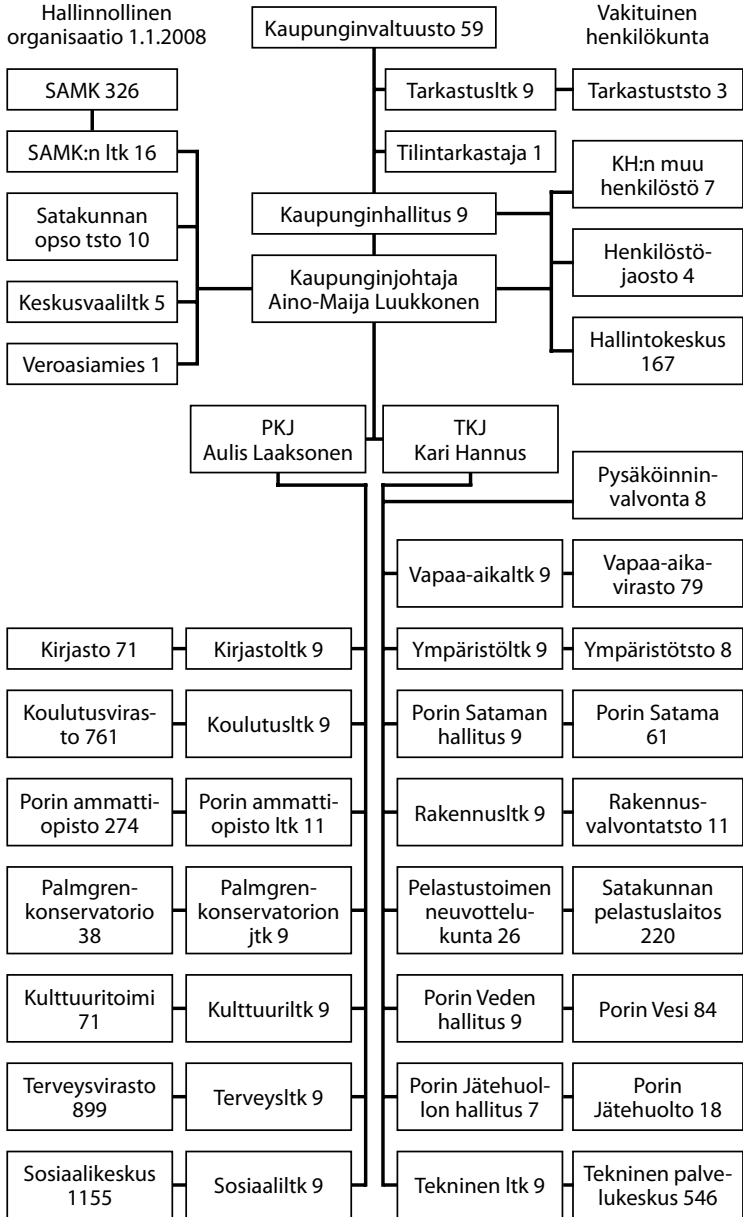 Hallinnollinen
organisaatio 1.1.2008
Kaupunginvaltuusto 59
Vakituinen
henkilökunta
SAMK 326
Tarkastusltk 9
Tarkastuststo 3
SAMK:n ltk 16
Tilintarkastaja 1
KH:n muu
henkilöstö 7
Satakunnan
opso tsto 10
Kaupunginhallitus 9
Henkilöstö-
jaosto 4
Keskusvaaliltk 5
Kaupunginjohtaja
Aino-Maija Luukkonen
Hallintokeskus
167
Veroasiamies 1
PKJ
Aulis Laaksonen
TKJ
Kari Hannus
Pysäköinnin-
valvonta 8
Vapaa-aikaltk 9
Vapaa-aika-
virasto 79
Kirjasto 71
Kirjastoltk 9
Ympäristöltk 9
Ympäristötsto 8
Koulutusviras-
to 761
Koulutusltk 9
Porin Sataman
hallitus 9
Porin Satama
61
Porin ammatti-
opisto 274
Porin ammatti-
opisto ltk 11
Rakennusltk 9
Rakennus-
valvontatsto 11
Palmgren-
konservatorio
38
Palmgren-
konservatorion
jtk 9
Pelastustoimen
neuvottelu-
kunta 26
Satakunnan
pelastuslaitos
220
Kulttuuritoimi
71
Kulttuuriltk 9
Porin Veden
hallitus 9
Porin Vesi 84
Terveysvirasto
899
Terveysltk 9
Porin Jätehuol-
lon hallitus 7
Porin
Jätehuolto 18
Sosiaalikeskus
1155
Sosiaaliltk 9
Tekninen ltk 9
Tekninen palve-
lukeskus 546